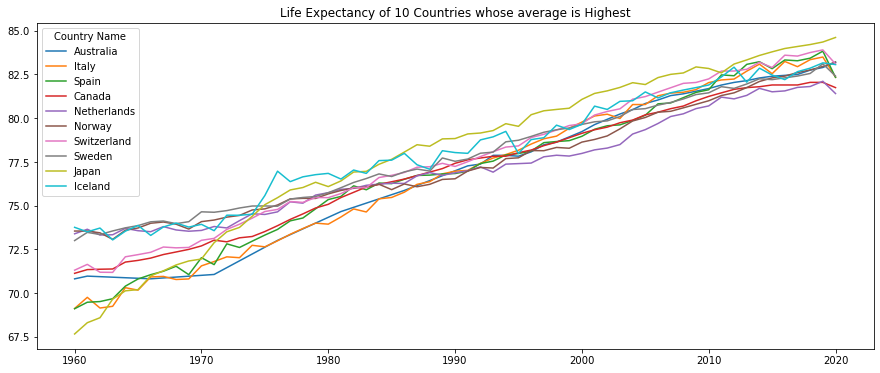 Life Expectancy of 10 Countries whose average is Highest
Country Name
Australia
Italy
Spain
Canada
Netherlands
Norway
Switzerland
Sweden
Japan
Iceland
85.0
82.5
80.0
77.5
75.0
72.5
70.0
67.5
1960 1970 1980 1990 2000 2010 2020